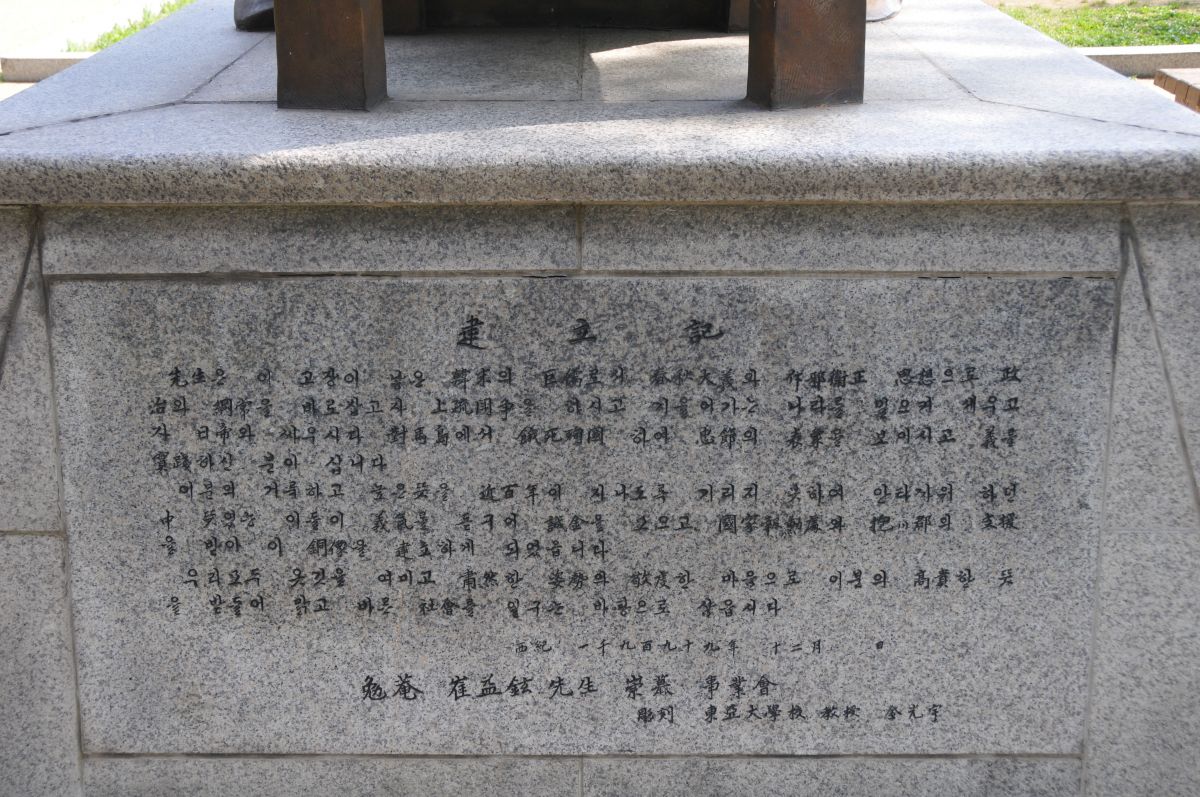 建立記
先生은 이 고장이 낳은 韓末의 巨儒로서 春秋大義와 斥邪衛正 思想으로 政
治와 綱常을 바로잡고자 上疏鬪爭을 하시고 기울어가는 나라를 일으켜 세우고
자 日帝와 싸우시다 對馬島에서 餓死殉國 하여 忠節의 表業을 보이시고 義를
實踐하신 분이 십니다
이분의 거룩하고 높은뜻을 近百年이 지나도록 기리지 못하여 안타까워 하던
中 뜻있는 이들이 義氣를 돋구어 誠金을 모으고 國家 와 抱川郡의 支援
을 받아 이 銅像을 建立하게 되었습니다
우리모두 옷깃을 여미고 肅然한 姿勢와 敬虔한 마음으로 이분의 高貴한 뜻
을 받들어 맑고 바른 社會를 일구는 바탕으로 삼읍시다
西紀 一千九百九十九年 十二月 日
勉菴 崔益鉉 先生 崇慕 事業會
彫刻 東亞大學校 敎授 金光宇